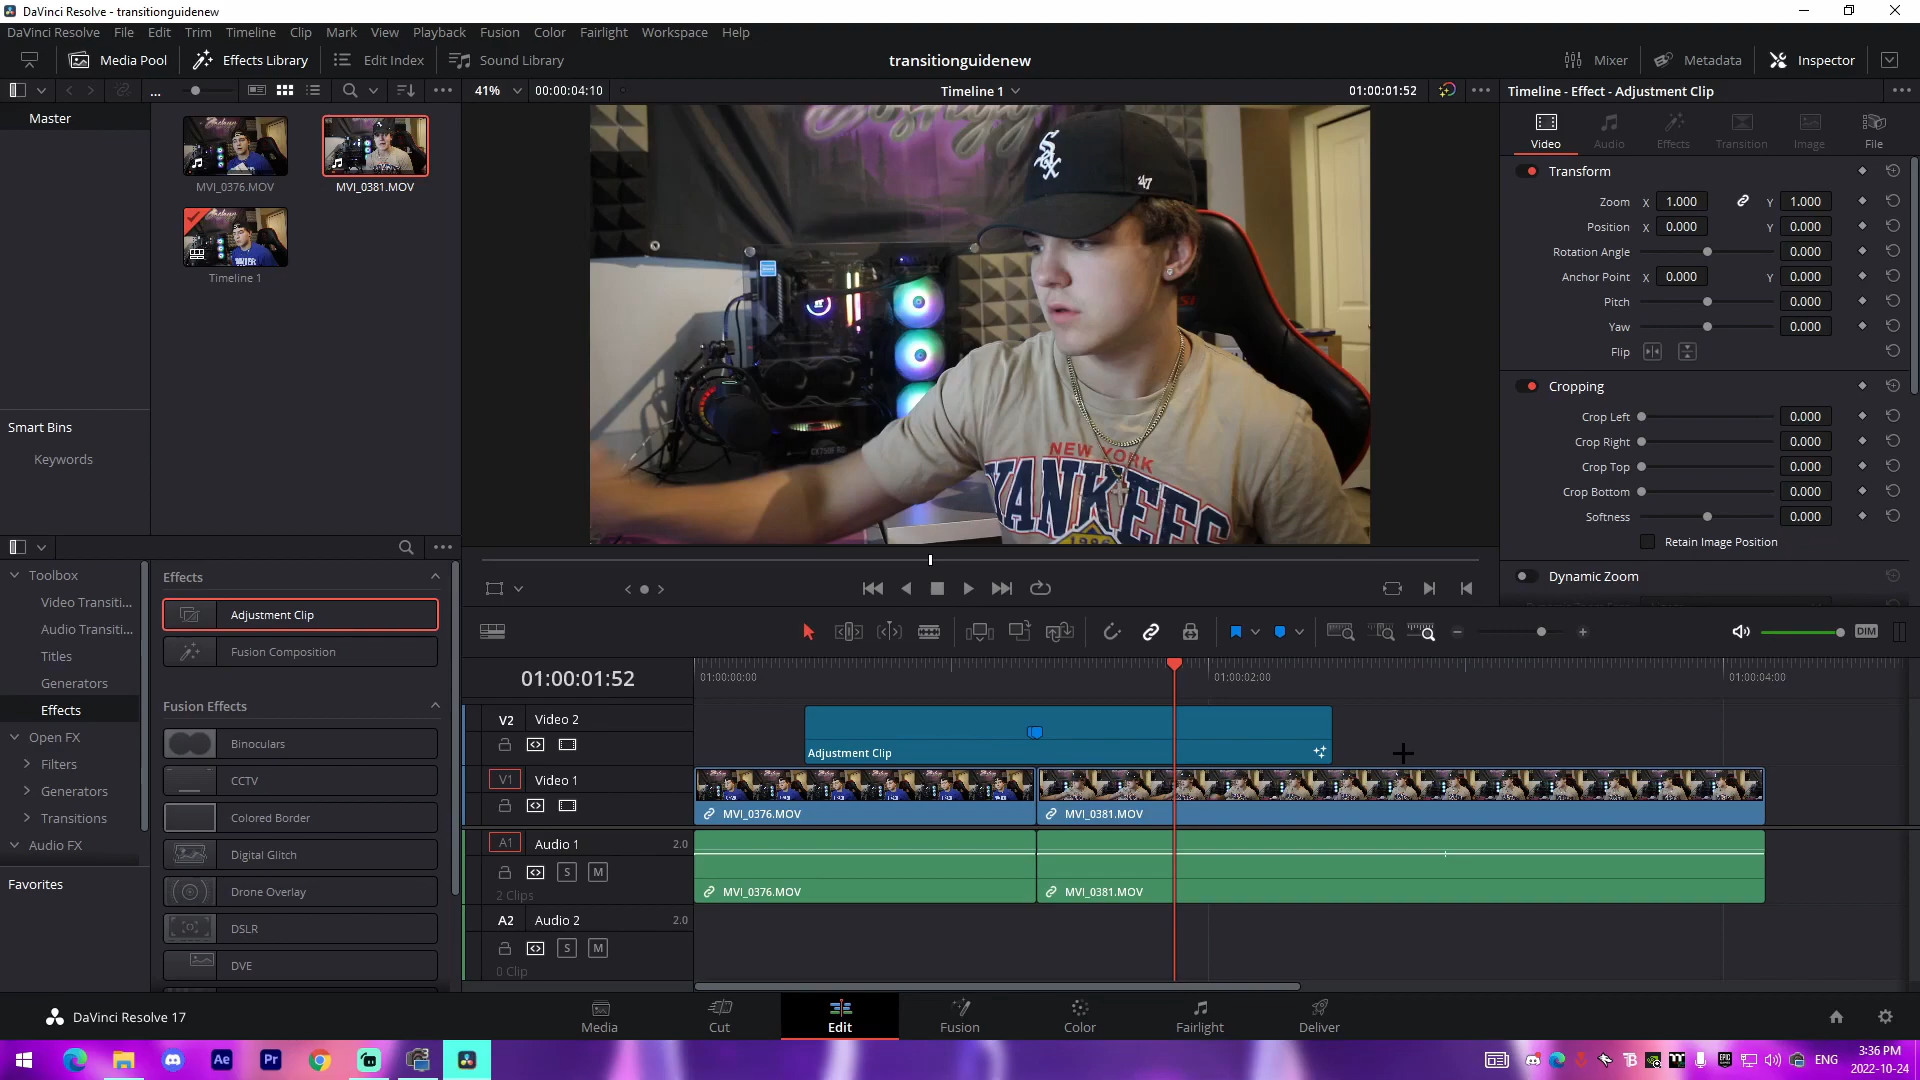 DaVinci Resolve - transitionguidenew
DaVinci Resolve File Edit Trim Timeline Clip Mark View Playback Fusion Color Fairlight Workspace Help
Media Pool Effects Library Edit Index Sound Library transitionguidenew Mixer Metadata Inspector
... 41% 00:00:04:10 Timeline 1 01:00:01:52 Timeline - Effect - Adjustment Clip
Master
MVI_0376.MOV
MVI_0381.MOV
Timeline 1
Smart Bins
Keywords
'47
NEW YORK
YANKEES
Video Audio Effects Transition Image File
Transform
Zoom X 1.000 Y 1.000
Position X 0.000 Y 0.000
Rotation Angle 0.000
Anchor Point X 0.000 Y 0.000
Pitch 0.000
Yaw 0.000
Flip
Cropping
Crop Left 0.000
Crop Right 0.000
Crop Top 0.000
Crop Bottom 0.000
Softness 0.000
Retain Image Position
Dynamic Zoom
Toolbox
Video Transiti...
Audio Transiti...
Titles
Generators
Effects
Open FX
Filters
Generators
Transitions
Audio FX
Favorites
Effects
Adjustment Clip
Fusion Composition
Fusion Effects
Binoculars
CCTV
Colored Border
Digital Glitch
Drone Overlay
DSLR
DVE
DIM
01:00:01:52 01:00:00:00 01:00:02:00 01:00:04:00
V2 Video 2
Adjustment Clip
V1 Video 1
MVI_0376.MOV MVI_0381.MOV
A1 Audio 1 2.0
S M
2 Clips
MVI_0376.MOV MVI_0381.MOV
A2 Audio 2 2.0
S M
0 Clip
DaVinci Resolve 17 Media Cut Edit Fusion Color Fairlight Deliver
Ae Pr ENG
3:36 PM
2022-10-24